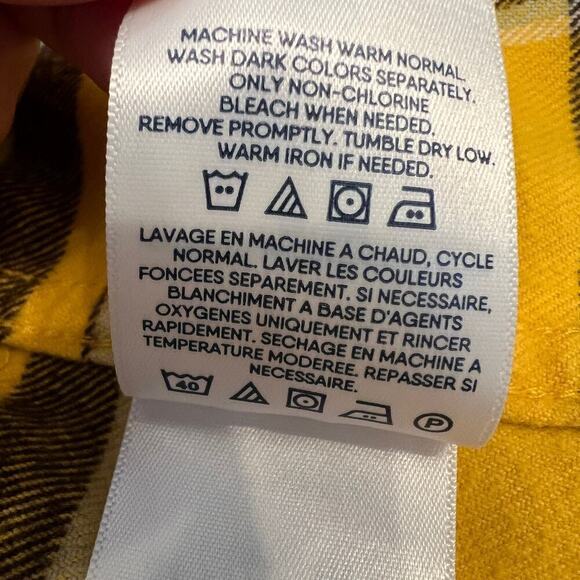 MACHINE WASH WARM NORMAL.
WASH DARK COLORS SEPARATELY.
ONLY NON-CHLORINE
BLEACH WHEN NEEDED.
REMOVE PROMPTLY. TUMBLE DRY LOW.
WARM IRON IF NEEDED.
LAVAGE EN MACHINE A CHAUD, CYCLE
NORMAL. LAVER LES COULEURS
FONCEES SEPAREMENT. SI NECESSAIRE,
BLANCHIMENT A BASE D'AGENTS
OXYGENES UNIQUEMENT ET RINCER
RAPIDEMENT. SECHAGE EN MACHINE A
TEMPERATURE MODEREE. REPASSER SI
NECESSAIRE.
40 P